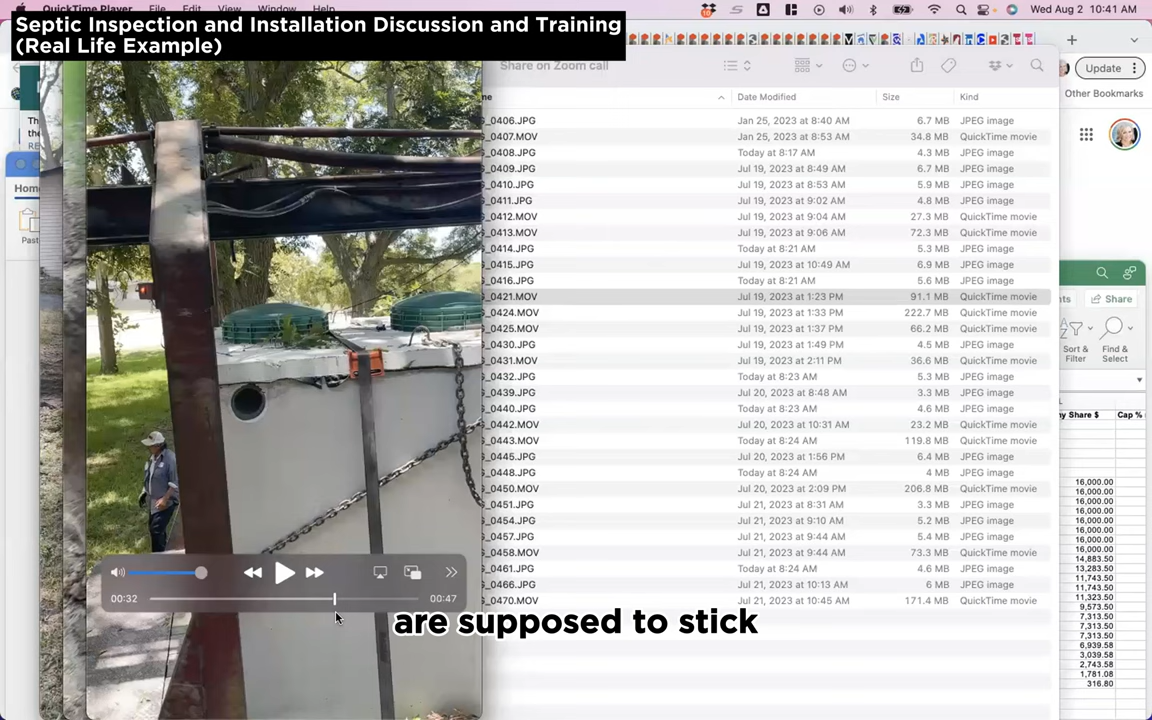 QuickTime Player File Edit View Window Help
Wed Aug 2 10:41 AM
Septic Inspection and Installation Discussion and Training
(Real Life Example)
Share on Zoom call
Update
Other Bookmarks
Date Modified Size Kind
_0406.JPG Jan 25, 2023 at 8:40 AM 6.7 MB JPEG image
_0407.MOV Jan 25, 2023 at 8:53 AM 34.8 MB QuickTime movie
_0408.JPG Today at 8:17 AM 4.3 MB JPEG image
_0409.JPG Jul 19, 2023 at 8:49 AM 6.7 MB JPEG image
_0410.JPG Jul 19, 2023 at 8:53 AM 5.9 MB JPEG image
_0411.JPG Jul 19, 2023 at 9:02 AM 4.8 MB JPEG image
_0412.MOV Jul 19, 2023 at 9:04 AM 27.3 MB QuickTime movie
_0413.MOV Jul 19, 2023 at 9:06 AM 72.3 MB QuickTime movie
_0414.JPG Today at 8:21 AM 5.3 MB JPEG image
_0415.JPG Jul 19, 2023 at 10:49 AM 6.9 MB JPEG image
_0416.JPG Today at 8:21 AM 5.6 MB JPEG image
_0421.MOV Jul 19, 2023 at 1:23 PM 91.1 MB QuickTime movie
_0424.MOV Jul 19, 2023 at 1:33 PM 222.7 MB QuickTime movie
_0425.MOV Jul 19, 2023 at 1:37 PM 66.2 MB QuickTime movie
_0430.JPG Jul 19, 2023 at 1:49 PM 4.5 MB JPEG image
_0431.MOV Jul 19, 2023 at 2:11 PM 36.6 MB QuickTime movie
_0432.JPG Today at 8:23 AM 5.3 MB JPEG image
_0439.JPG Jul 20, 2023 at 8:48 AM 3.3 MB JPEG image
_0440.JPG Today at 8:23 AM 4.6 MB JPEG image
_0442.MOV Jul 20, 2023 at 10:31 AM 23.2 MB QuickTime movie
_0443.MOV Today at 8:24 AM 119.8 MB QuickTime movie
_0445.JPG Jul 20, 2023 at 1:56 PM 6.4 MB JPEG image
_0448.JPG Today at 8:24 AM 4 MB JPEG image
_0450.MOV Jul 20, 2023 at 2:09 PM 206.8 MB QuickTime movie
_0451.JPG Jul 21, 2023 at 8:31 AM 3.3 MB JPEG image
_0454.JPG Jul 21, 2023 at 9:10 AM 5.2 MB JPEG image
_0457.JPG Jul 21, 2023 at 9:44 AM 5.4 MB JPEG image
_0458.MOV Jul 21, 2023 at 9:44 AM 73.3 MB QuickTime movie
_0461.JPG Today at 8:24 AM 4.6 MB JPEG image
_0466.JPG Jul 21, 2023 at 10:13 AM 6 MB JPEG image
_0470.MOV Jul 21, 2023 at 10:45 AM 171.4 MB QuickTime movie
Share
Sort &
Filter
Find &
Select
Share $ Cap %
16,000.00
16,000.00
16,000.00
16,000.00
16,000.00
16,000.00
16,000.00
16,000.00
14,883.50
13,283.50
11,743.50
11,743.50
11,323.50
9,573.50
7,313.50
7,313.50
7,313.50
6,939.58
3,039.58
2,743.58
1,781.08
316.80
Home
Past
00:32 00:47
are supposed to stick